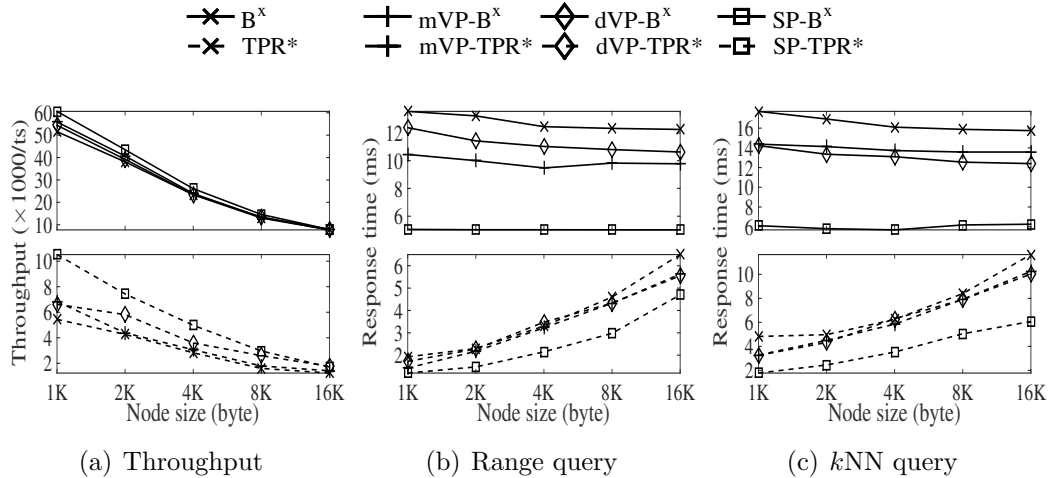 Bx mVP-Bx dVP-Bx SP-Bx
TPR* mVP-TPR* dVP-TPR* SP-TPR*
Throughput (×1000/ts)
60
50
40
30
20
10
10
8
6
4
2
1K 2K 4K 8K 16K
Node size (byte)
(a) Throughput
Response time (ms)
12
10
8
6
6
5
4
3
2
1K 2K 4K 8K 16K
Node size (byte)
(b) Range query
Response time (ms)
16
14
12
10
8
6
10
8
6
4
2
1K 2K 4K 8K 16K
Node size (byte)
(c) kNN query